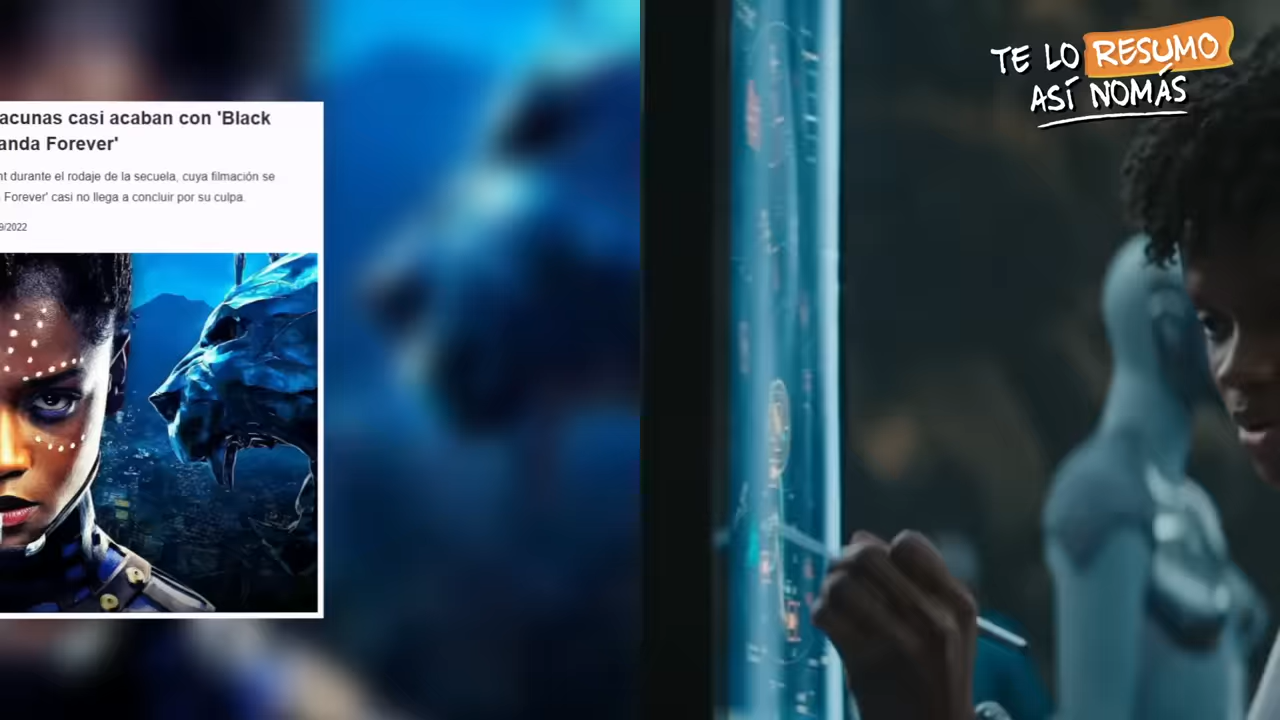 acunas casi acaban con 'Black
anda Forever'
nt durante el rodaje de la secuela, cuya filmación se
Forever' casi no llega a concluir por su culpa.
9/2022
TE LO RESUMO
ASÍ NOMÁS